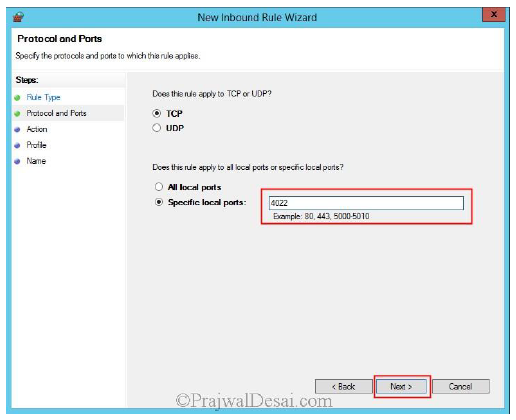 New Inbound Rule Wizard
x
Protocol and Ports
Specify the protocols and ports to which this rule applies.
Steps:
Rule Type
Protocol and Ports
Action
Profile
Name
Does this rule apply to TCP or UDP?
TCP
UDP
Does this rule apply to all local ports or specific local ports?
All local ports
Specific local ports:
4022
Example: 80, 443, 5000-5010
< Back
Next >
Cancel
©PrajwalDesai.com